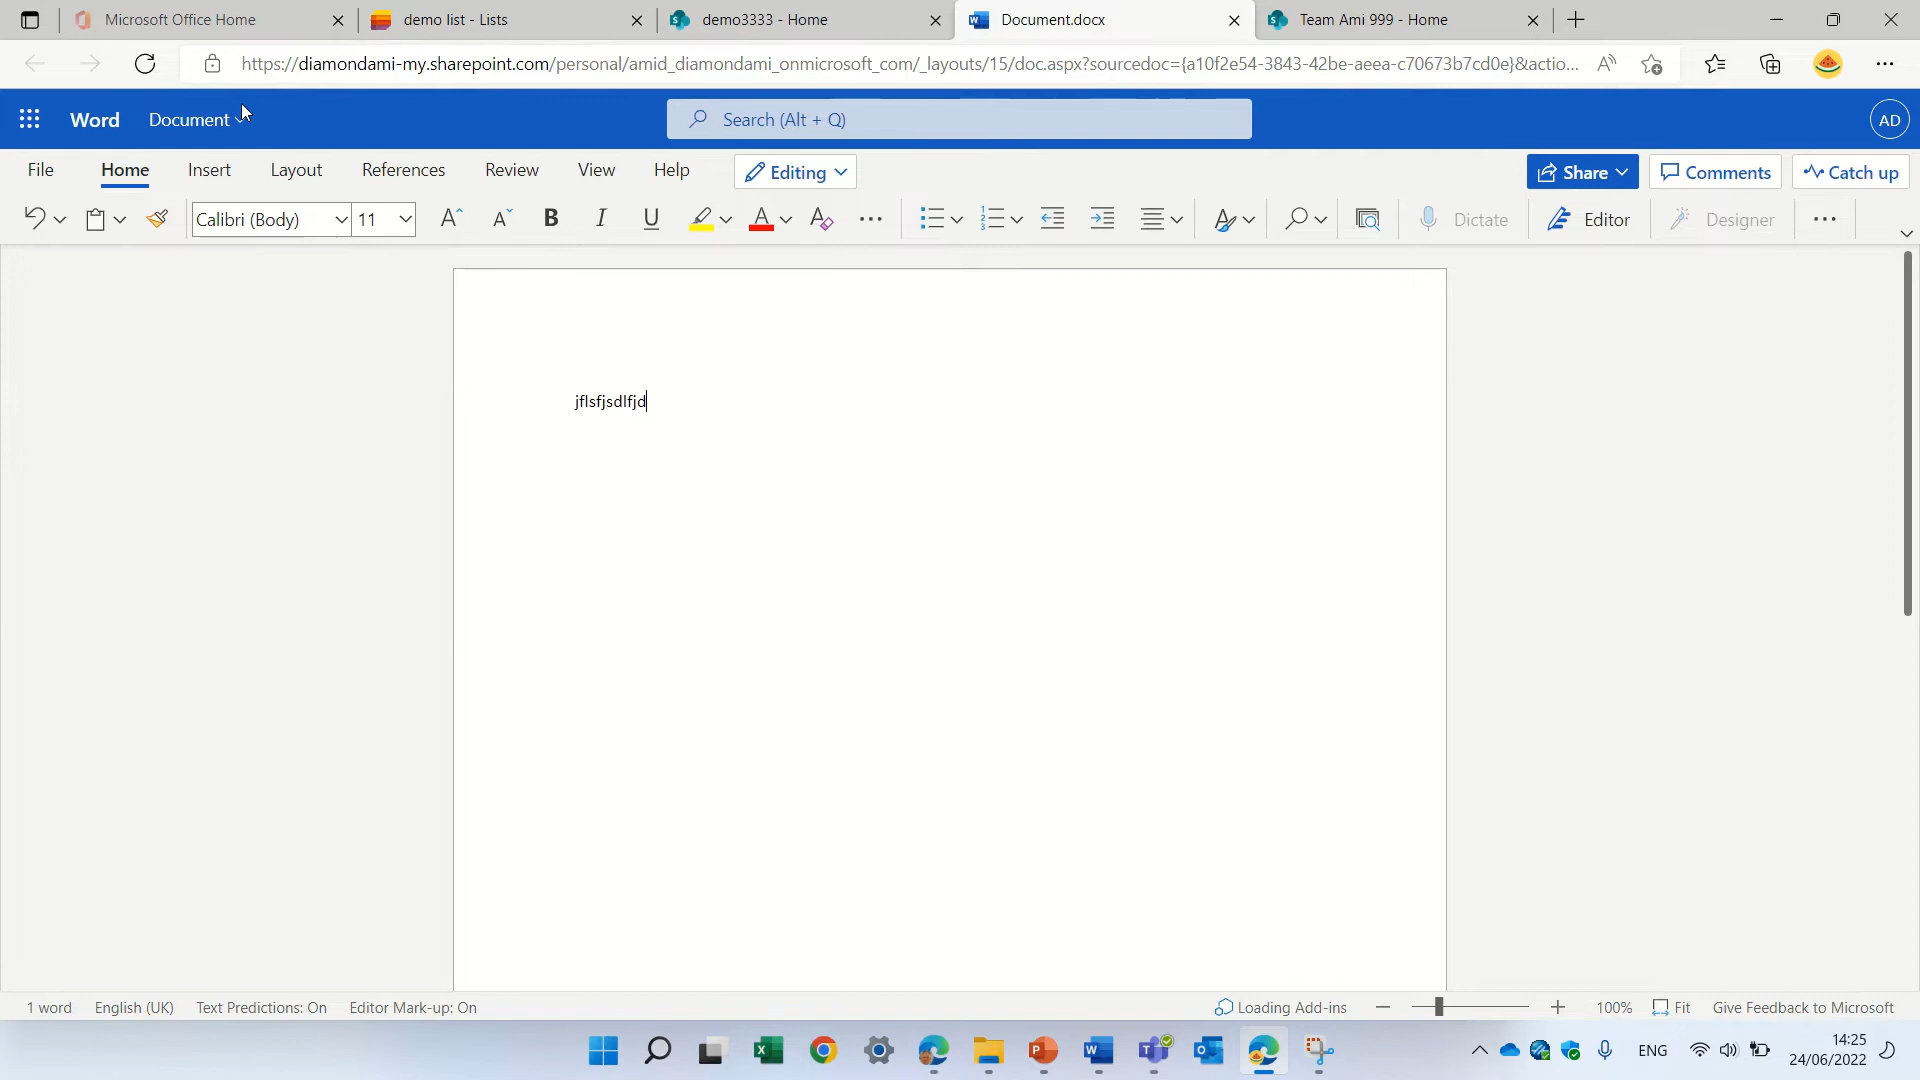 Microsoft Office Home
demo list - Lists
demo3333 - Home
Document.docx
Team Ami 999 - Home
https://diamondami-my.sharepoint.com/personal/amid_diamondami_onmicrosoft_com/_layouts/15/doc.aspx?sourcedoc={a10f2e54-3843-42be-aeea-c70673b7cd0e}&actio...
Word
Document
Search (Alt + Q)
AD
File
Home
Insert
Layout
References
Review
View
Help
Editing
Share
Comments
Catch up
Calibri (Body)
11
Dictate
Editor
Designer
jflsfjsdlfjd
1 word
English (UK)
Text Predictions: On
Editor Mark-up: On
Loading Add-ins
100%
Fit
Give Feedback to Microsoft
ENG
14:25
24/06/2022